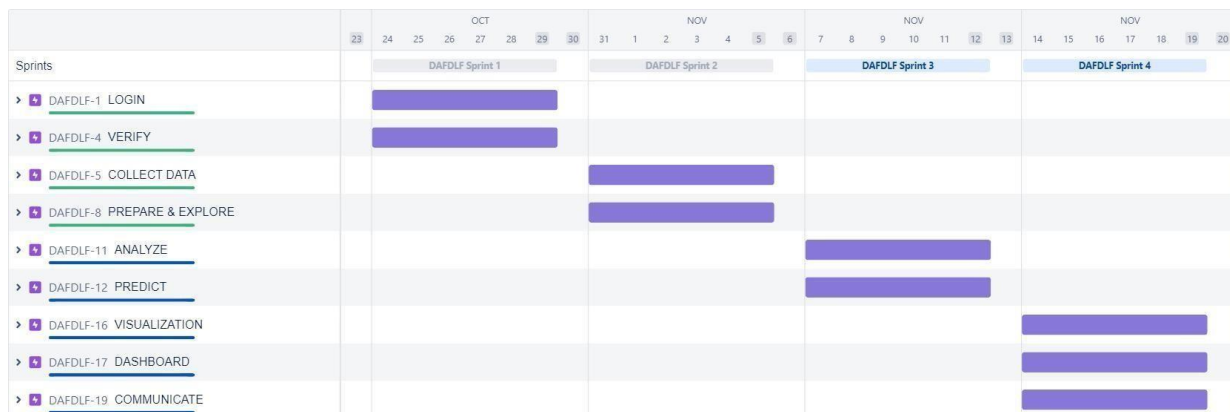 OCT NOV NOV NOV
23 24 25 26 27 28 29 30 31 1 2 3 4 5 6 7 8 9 10 11 12 13 14 15 16 17 18 19 20
Sprints DAFDLF Sprint 1 DAFDLF Sprint 2 DAFDLF Sprint 3 DAFDLF Sprint 4
DAFDLF-1 LOGIN
DAFDLF-4 VERIFY
DAFDLF-5 COLLECT DATA
DAFDLF-8 PREPARE & EXPLORE
DAFDLF-11 ANALYZE
DAFDLF-12 PREDICT
DAFDLF-16 VISUALIZATION
DAFDLF-17 DASHBOARD
DAFDLF-19 COMMUNICATE